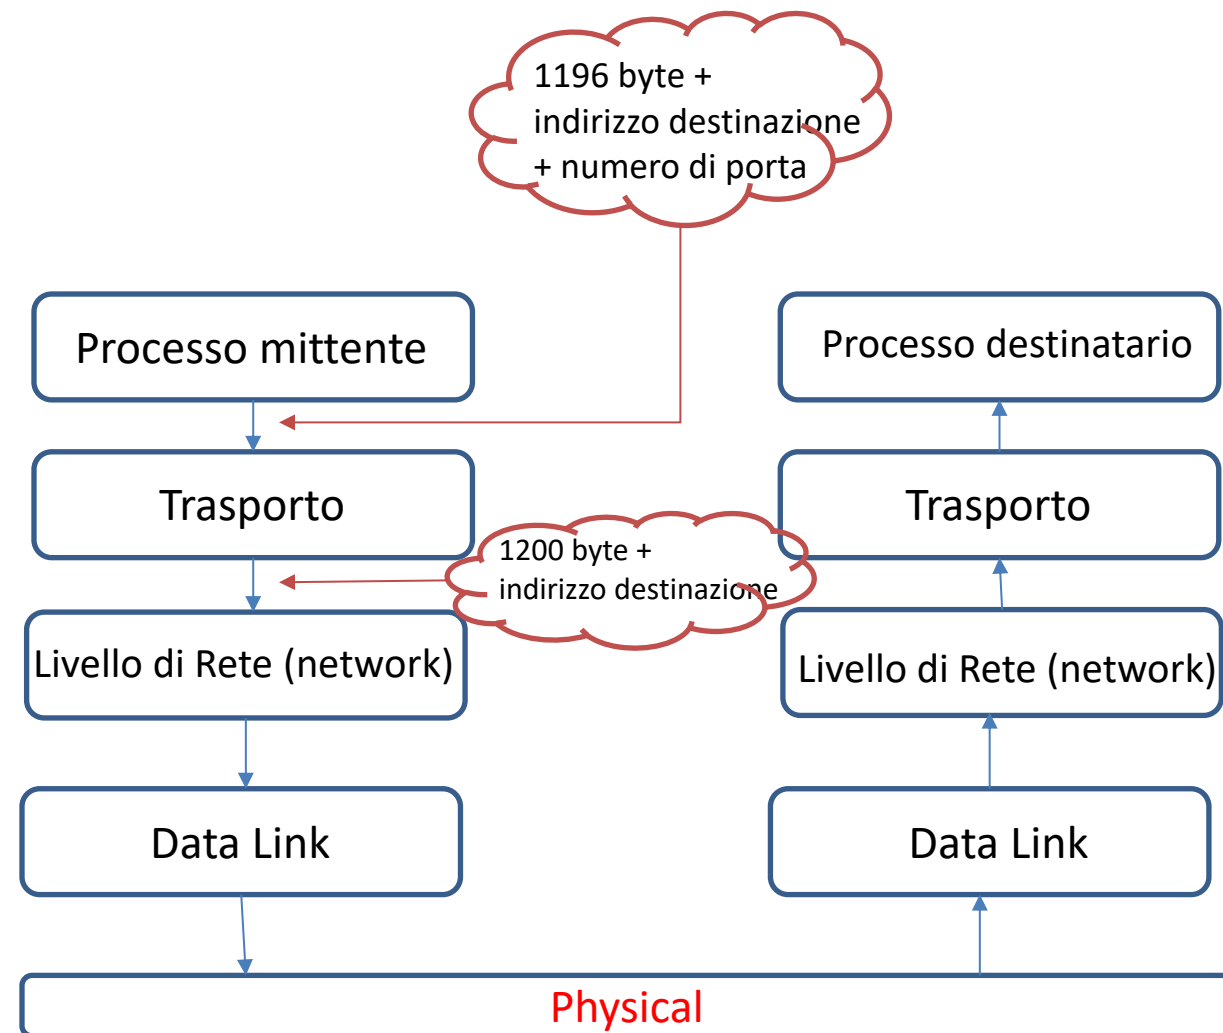 1196 byte +
indirizzo destinazione
+ numero di porta
Processo mittente
Processo destinatario
Trasporto
Trasporto
1200 byte +
indirizzo destinazione
Livello di Rete (network)
Livello di Rete (network)
Data Link
Data Link
Physical